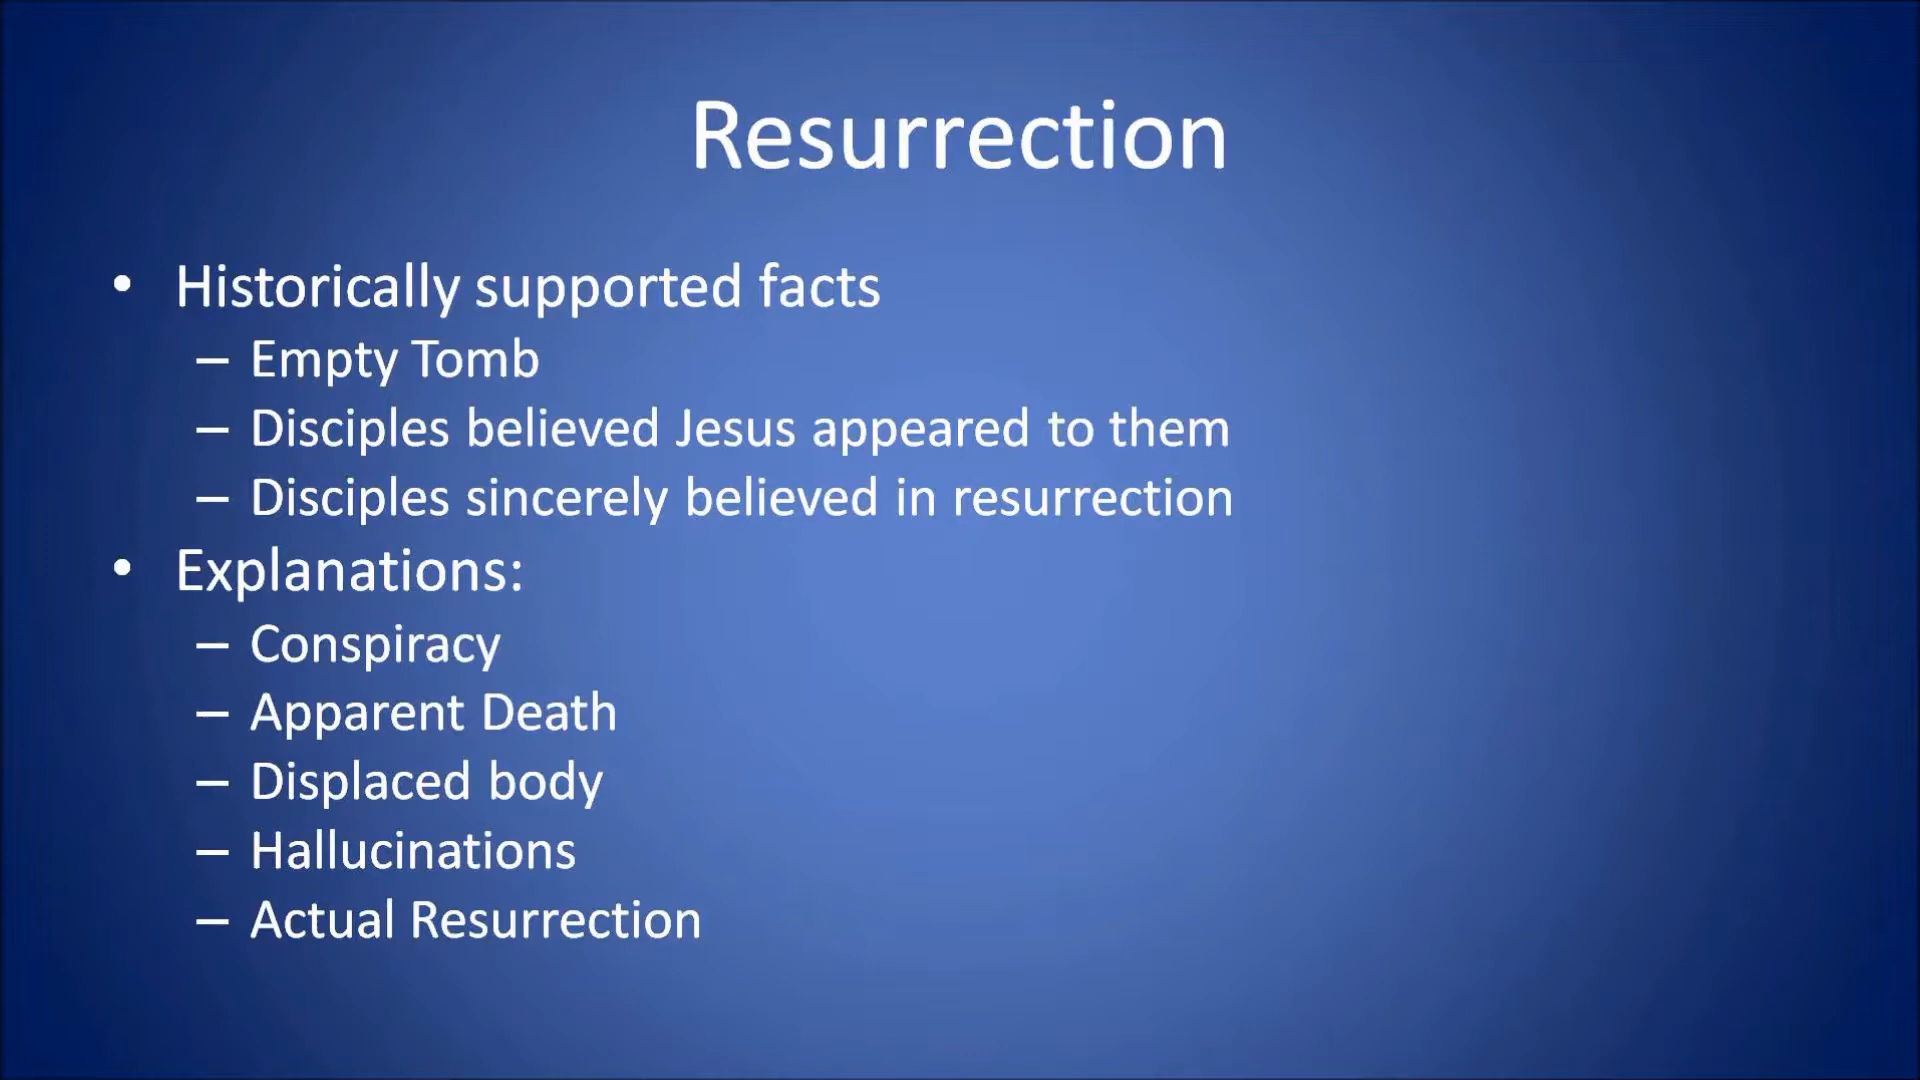 Resurrection
• Historically supported facts
– Empty Tomb
– Disciples believed Jesus appeared to them
– Disciples sincerely believed in resurrection
• Explanations:
– Conspiracy
– Apparent Death
– Displaced body
– Hallucinations
– Actual Resurrection